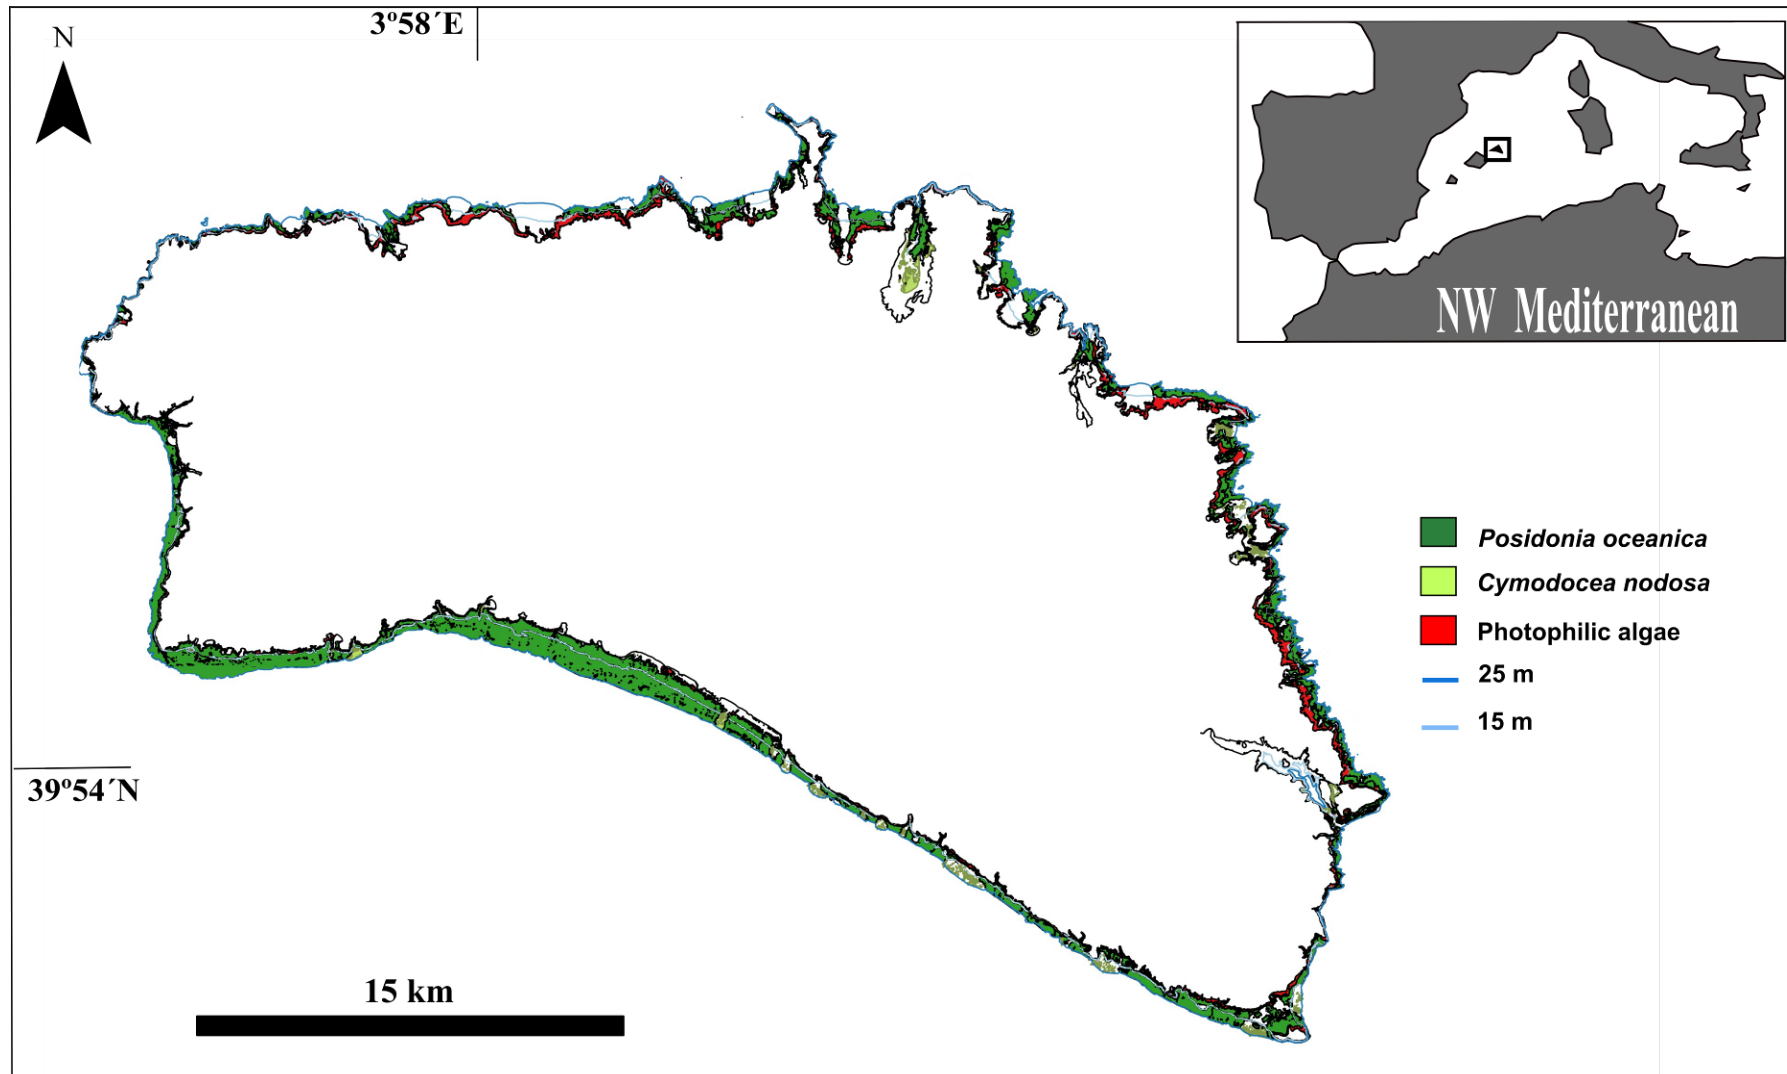 3º58´E
N
NW Mediterranean
Posidonia oceanica
Cymodocea nodosa
Photophilic algae
25 m
15 m
39º54´N
15 km